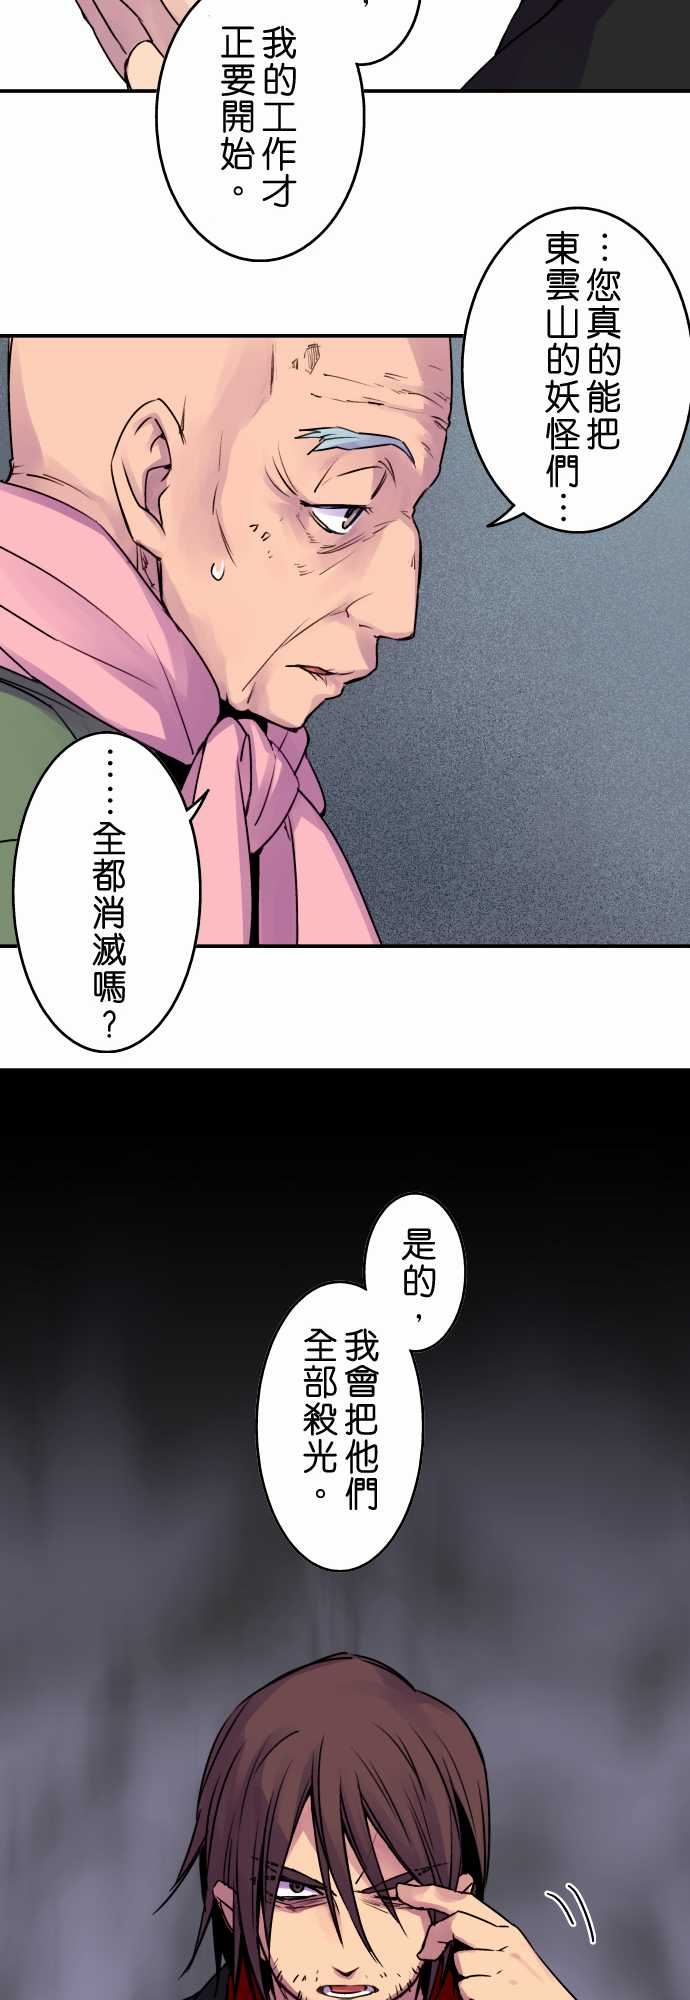 ，
我的工作才
正要開始。
…您真的能把
東雲山的妖怪們…
……全都消滅嗎？
是的，
我會把他們
全部殺光。